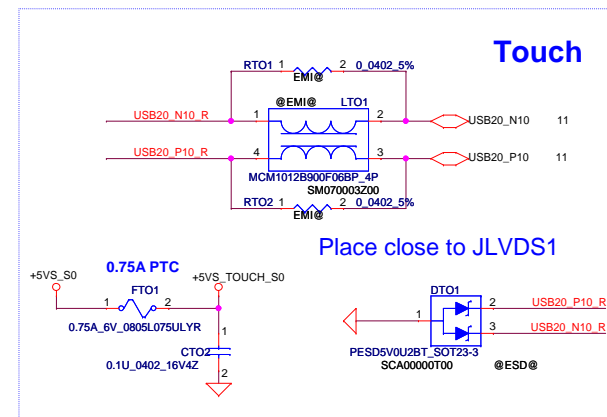 Touch
RTO1 1 2 0_0402_5%
EMI@
@EMI@ LTO1
USB20_N10_R 1 2 USB20_N10 11
USB20_P10_R 4 3 USB20_P10 11
MCM1012B900F06BP_4P
SM070003Z00
RTO2 1 2 0_0402_5%
EMI@
Place close to JLVDS1
0.75A PTC
+5VS_S0 +5VS_TOUCH_S0
FTO1
1 2
0.75A_6V_0805L075ULYR
1
CTO2
0.1U_0402_16V4Z
2
DTO1
1 2 USB20_P10_R
3 USB20_N10_R
PESD5V0U2BT_SOT23-3
SCA00000T00 @ESD@